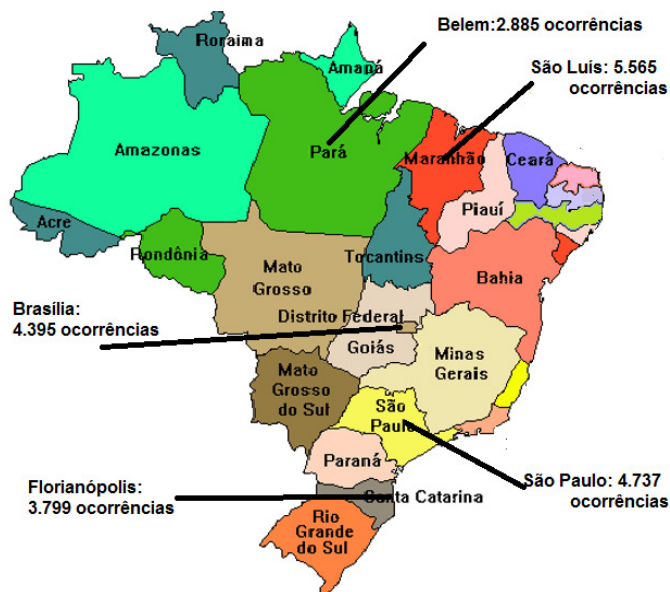 Belem:2.885 ocorrências
Roraima
Amapá
São Luís: 5.565
ocorrências
Amazonas
Pará
Maranhão
Ceará
Piauí
Acre
Rondônia
Tocantins
Mato
Grosso
Bahia
Brasília:
4.395 ocorrências
Distrito Federal
Goiás
Minas
Gerais
Mato
Grosso
do Sul
São
Paulo
Paraná
Florianópolis:
3.799 ocorrências
Santa Catarina
São Paulo: 4.737
ocorrências
Rio
Grande
do Sul